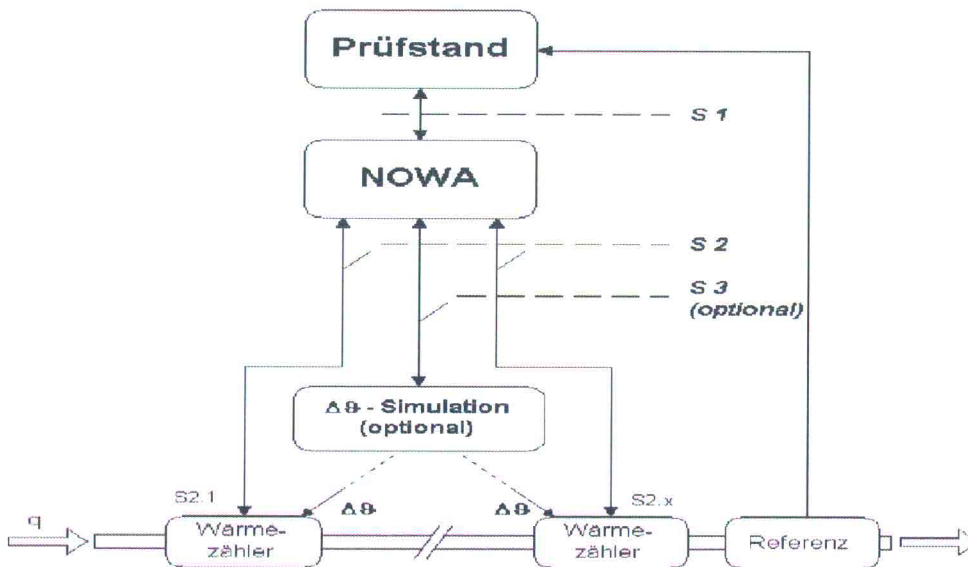 Prüfstand
S 1
NOWA
S 2
S 3
(optional)
Δϑ - Simulation
(optional)
S2.1
Δϑ
Δϑ
S2.x
q
Wärme-
zähler
Wärme-
zähler
Referenz